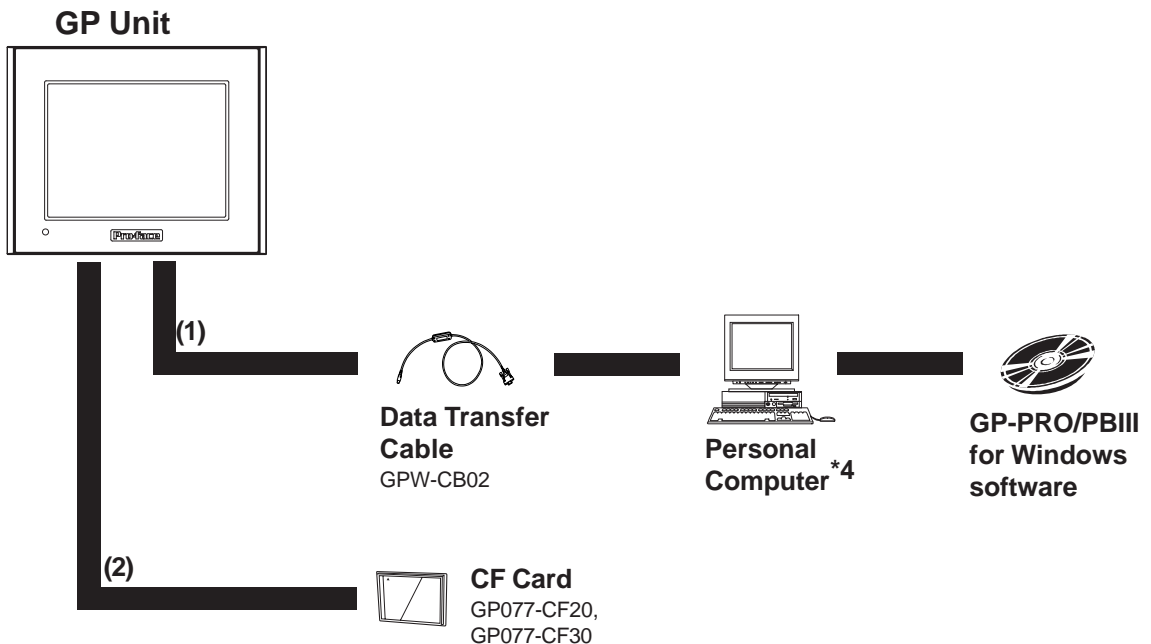 GP Unit
Pro-face
(1)
Data Transfer
Cable
GPW-CB02
Personal
Computer*4
GP-PRO/PBIII
for Windows
software
(2)
CF Card
GP077-CF20,
GP077-CF30